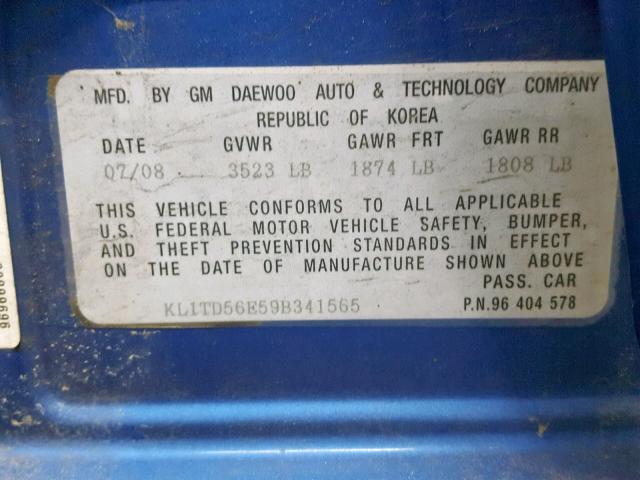 MFD. BY GM DAEWOO AUTO & TECHNOLOGY COMPANY
REPUBLIC OF KOREA
DATE GVWR GAWR FRT GAWR RR
07/08 3523 LB 1874 LB 1808 LB
THIS VEHICLE CONFORMS TO ALL APPLICABLE
U.S. FEDERAL MOTOR VEHICLE SAFETY, BUMPER,
AND THEFT PREVENTION STANDARDS IN EFFECT
ON THE DATE OF MANUFACTURE SHOWN ABOVE
PASS. CAR
KL1TD56E59B341565 P.N.96 404 578